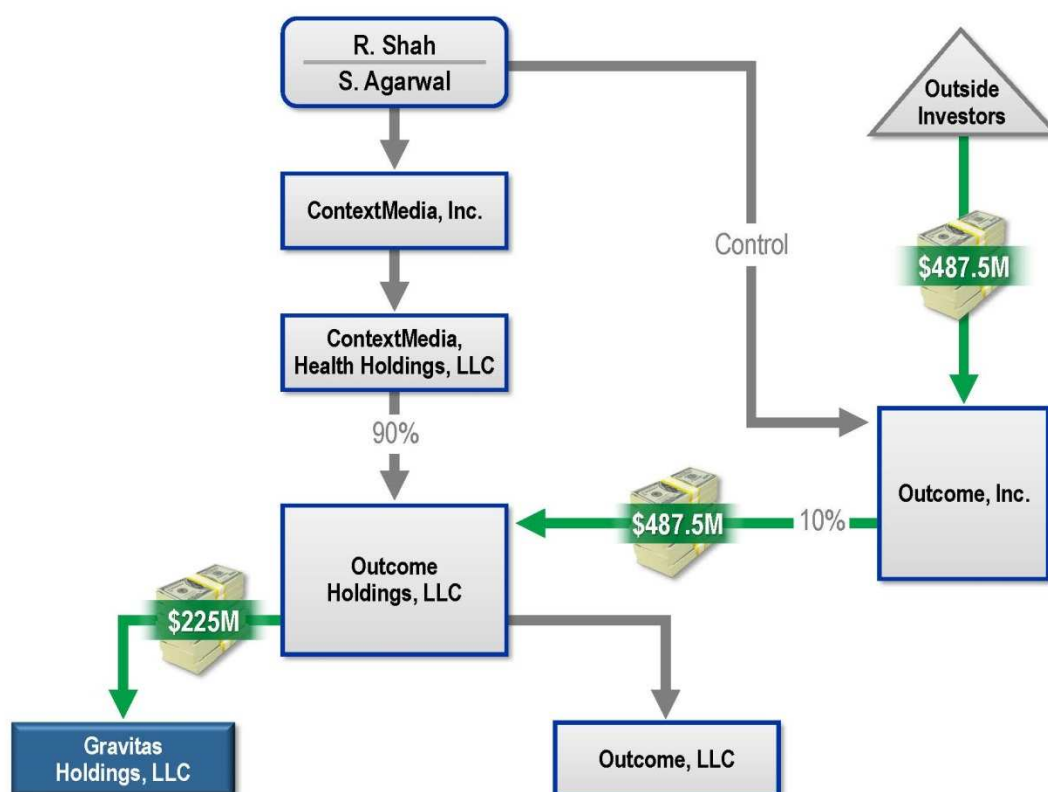 R. Shah
S. Agarwal
Outside
Investors
ContextMedia, Inc.
Control
$487.5M
ContextMedia,
Health Holdings, LLC
90%
Outcome, Inc.
$487.5M
10%
Outcome
Holdings, LLC
$225M
Gravitas
Holdings, LLC
Outcome, LLC